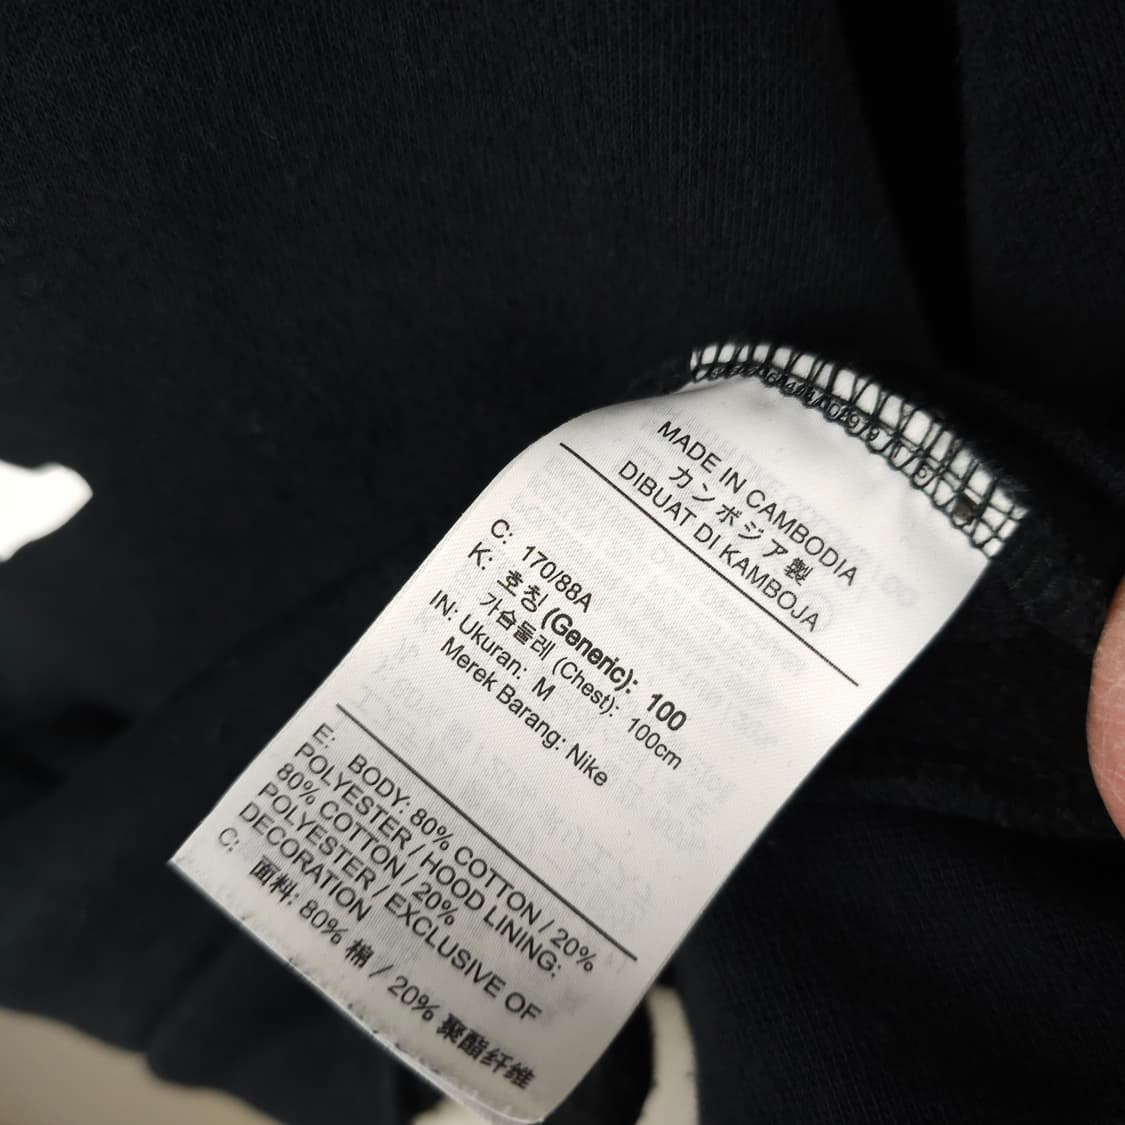 MADE IN CAMBODIA
カンボジア製
DIBUAT DI KAMBOJA
C: 170/88A
K: 호칭 (Generic): 100
가슴둘레 (Chest): 100cm
IN: Ukuran: M
Merek Barang: Nike
E: BODY: 80% COTTON / 20%
POLYESTER / HOOD LINING:
80% COTTON / 20%
POLYESTER / EXCLUSIVE OF
DECORATION
C: 面料: 80% 棉 / 20% 聚酯纤维